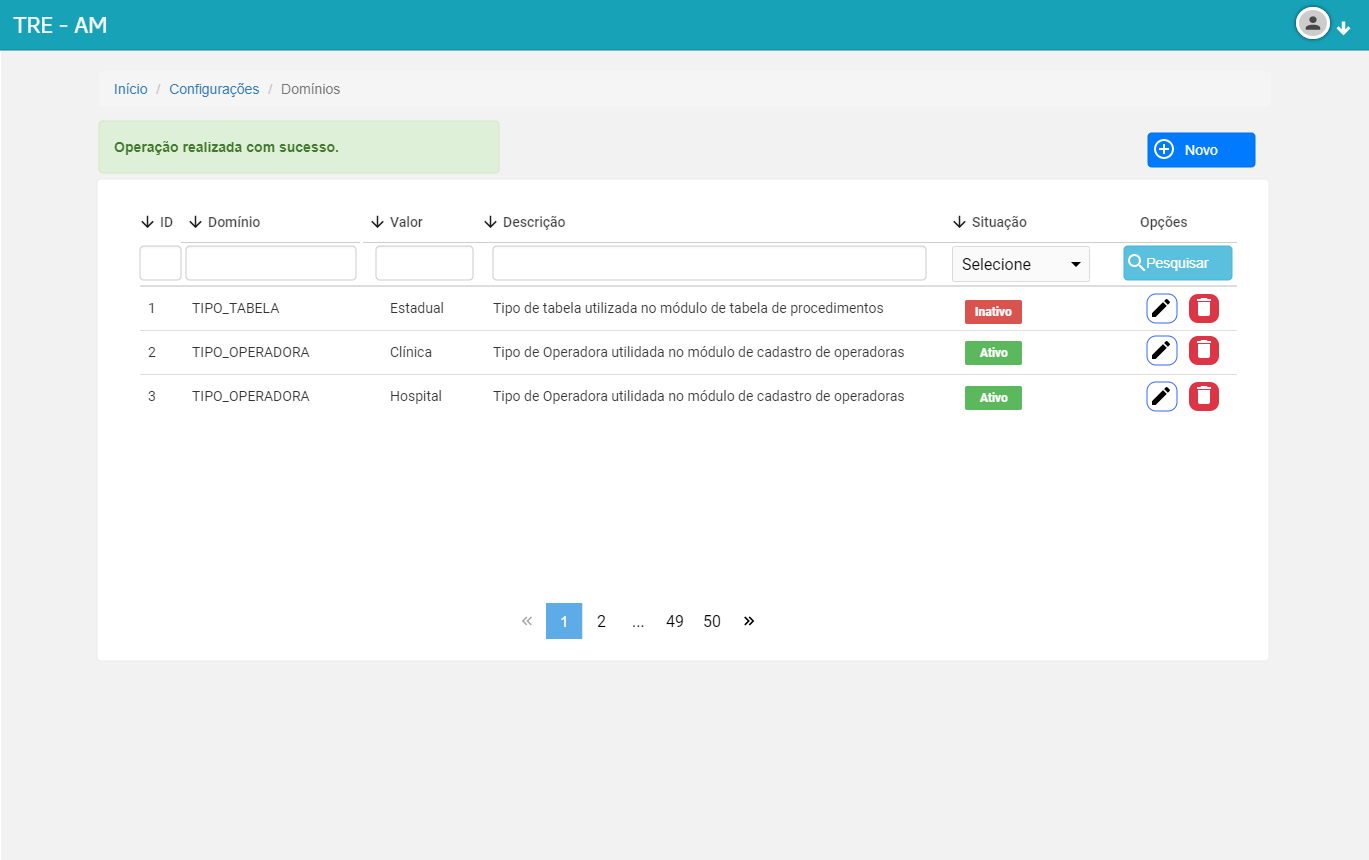 TRE - AM
Início / Configurações / Domínios
Operação realizada com sucesso.
Novo
ID Domínio Valor Descrição Situação Opções
Selecione Pesquisar
1 TIPO_TABELA Estadual Tipo de tabela utilizada no módulo de tabela de procedimentos Inativo
2 TIPO_OPERADORA Clínica Tipo de Operadora utilidada no módulo de cadastro de operadoras Ativo
3 TIPO_OPERADORA Hospital Tipo de Operadora utilidada no módulo de cadastro de operadoras Ativo
« 1 2 ... 49 50 »